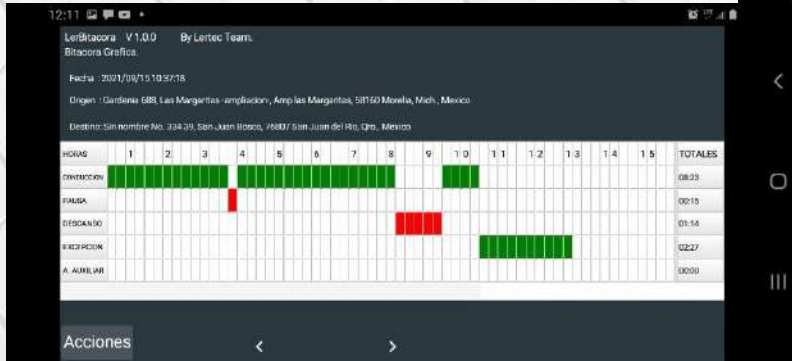 12:11
LerBitacora V 1.0.0 By Lertec Team.
Bitacora Grafica.
Fecha : 2021/09/15 10:37:18
Origen : Gardenia 688, Las Margaritas -ampliacion-, Amp las Margaritas, 58160 Morelia, Mich., Mexico
Destino: Sin nombre No. 334 39, San Juan Bosco, 76807 San Juan del Rio, Qro., Mexico
HORAS 1 2 3 4 5 6 7 8 9 10 11 12 13 14 15 TOTALES
CONDUCCION 08:23
PAUSA 00:15
DESCANSO 01:14
EXCEPCION 02:27
A. AUXILIAR 00:00
Acciones < >